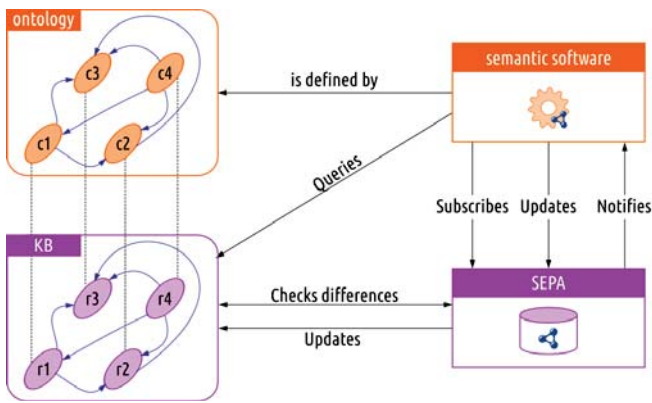 ontology
c3
c4
c1
c2
is defined by
semantic software
Queries
Subscribes
Updates
Notifies
KB
r3
r4
r1
r2
Checks differences
Updates
SEPA